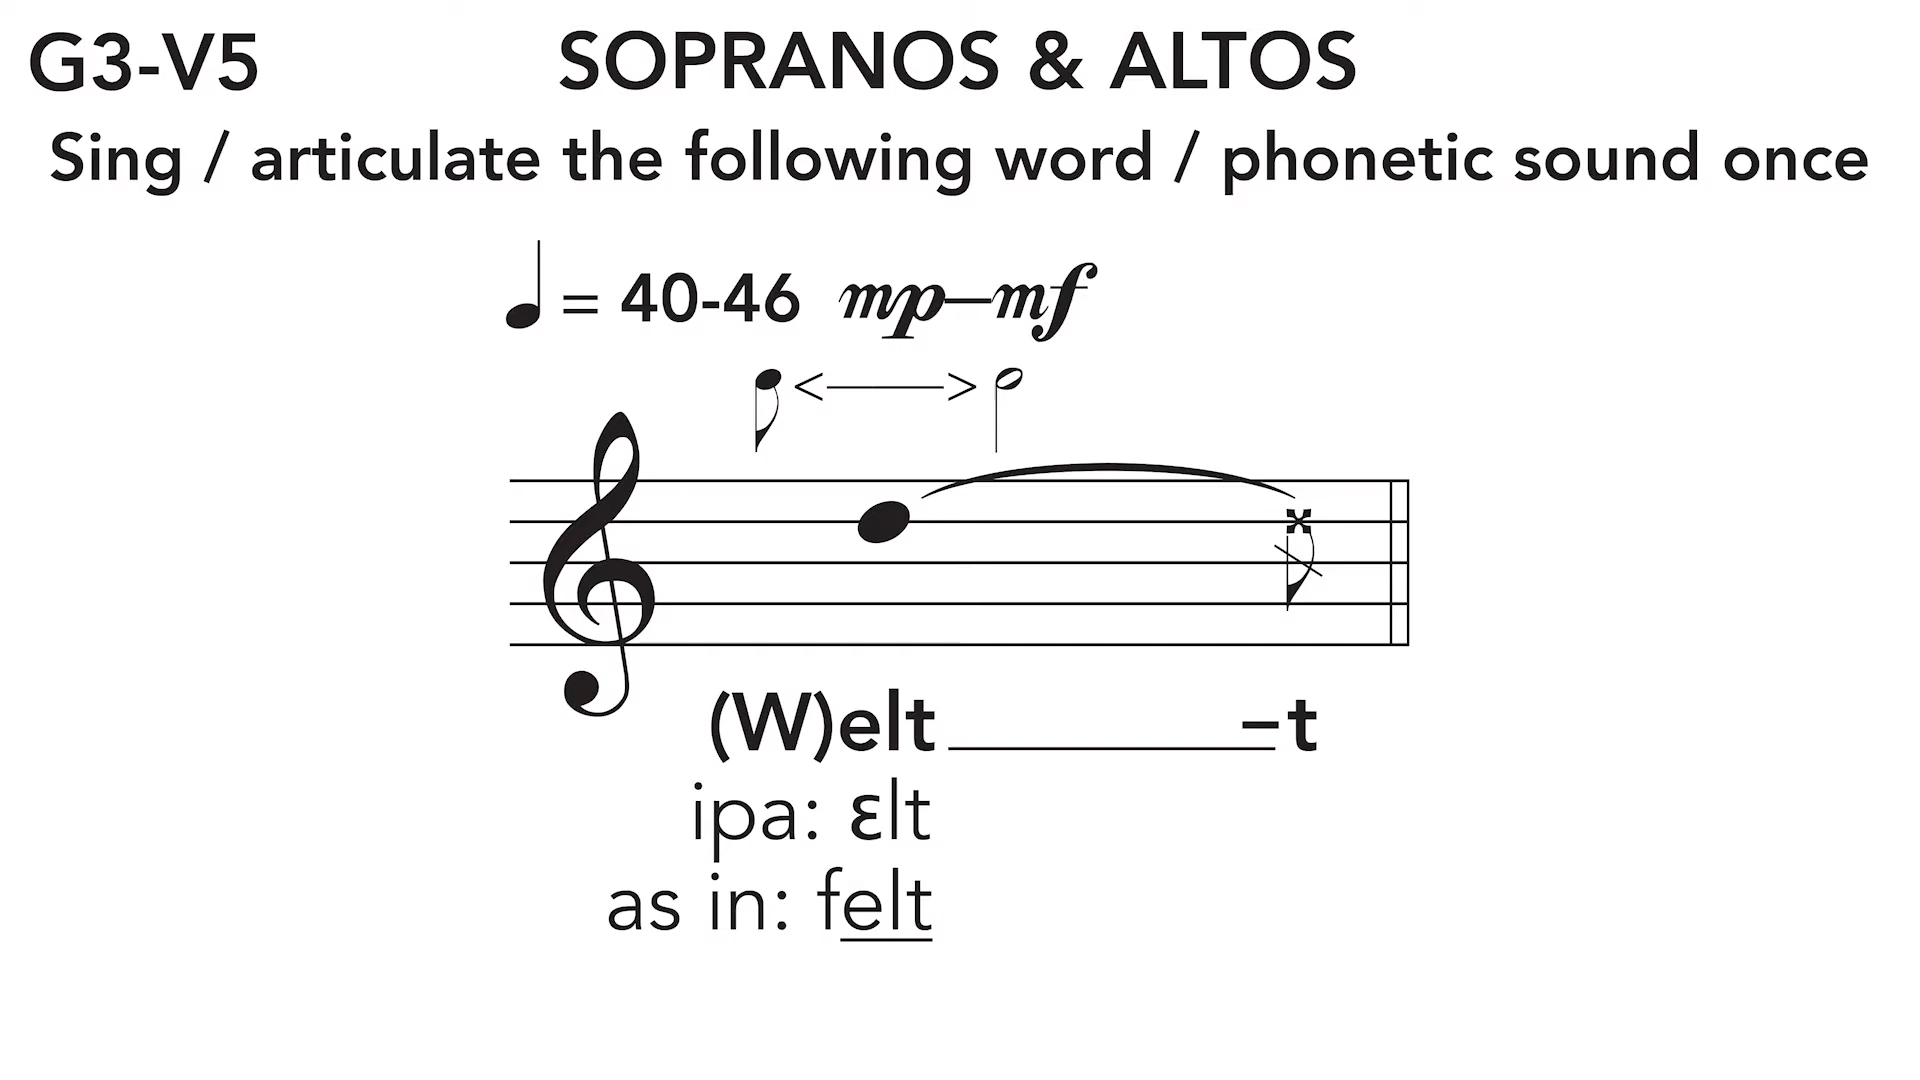 G3-V5
SOPRANOS & ALTOS
Sing / articulate the following word / phonetic sound once
= 40-46 mp–mf
(W)elt ________ –t
ipa: ɛlt
as in: felt